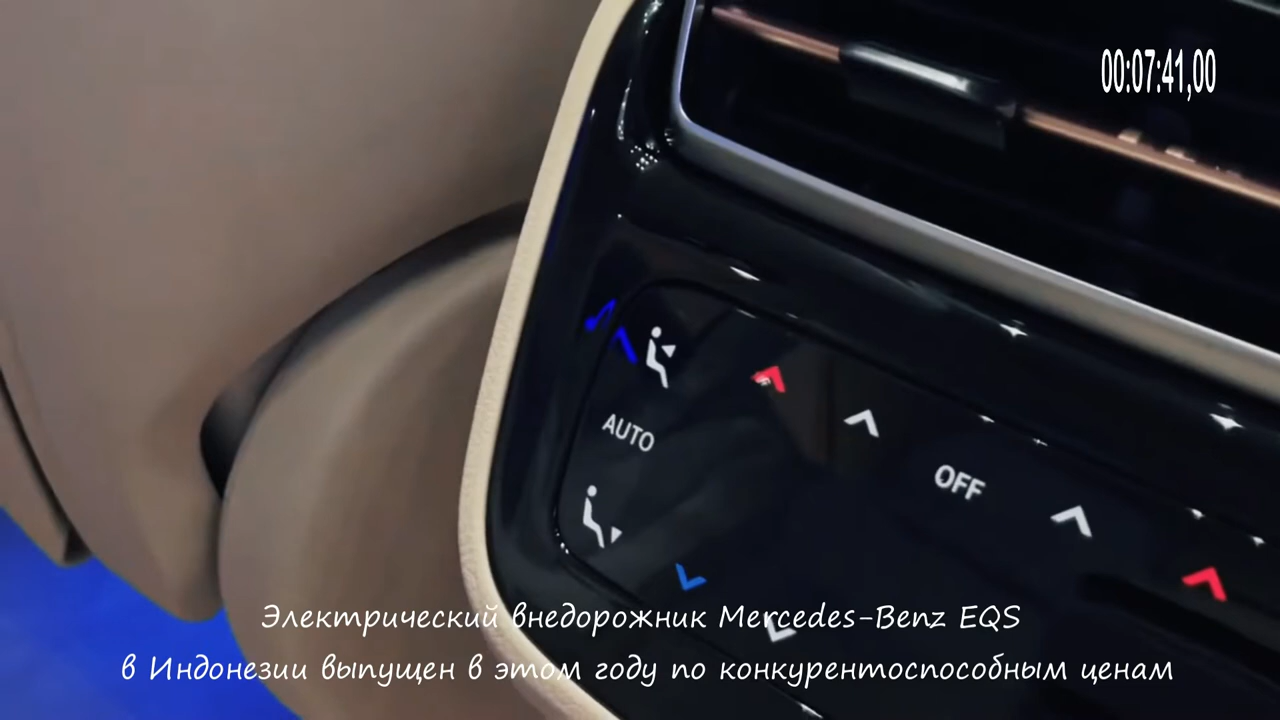 00:07:41,00
AUTO
OFF
Электрический внедорожник Mercedes-Benz EQS
в Индонезии выпущен в этом году по конкурентоспособным ценам